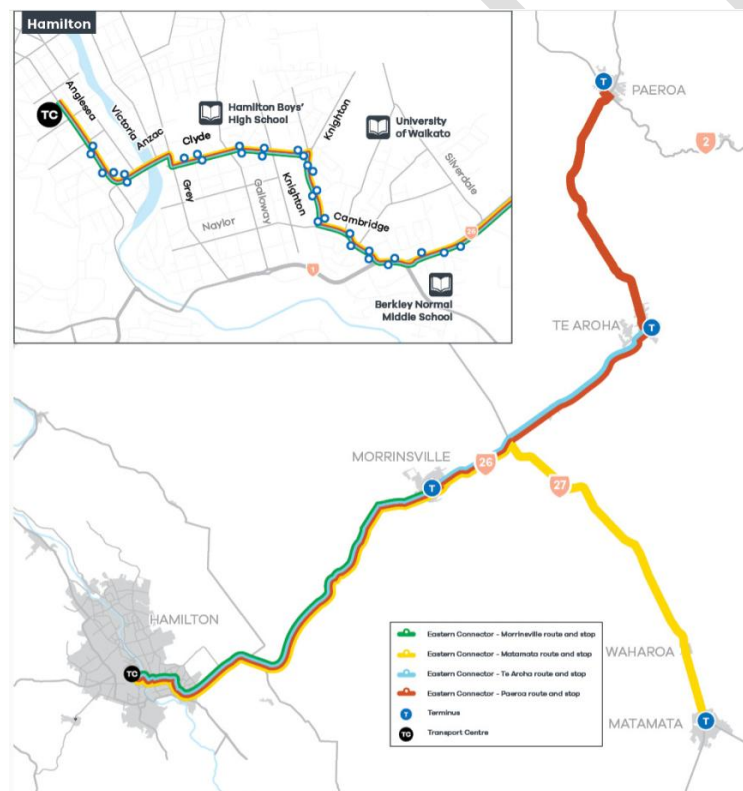 Hamilton
TC
Anglesea
Victoria
Anzac
Clyde
Hamilton Boys'
High School
Knighton
University
of Waikato
Silverdale
Grey
Galloway
Knighton
Naylor
Cambridge
26
1
Berkley Normal
Middle School
T
PAEROA
2
TE AROHA
T
MORRINSVILLE
T
26
27
HAMILTON
TC
WAHAROA
MATAMATA
T
Eastern Connector - Morrinsville route and stop
Eastern Connector - Matamata route and stop
Eastern Connector - Te Aroha route and stop
Eastern Connector - Paeroa route and stop
T
Terminus
TC
Transport Centre